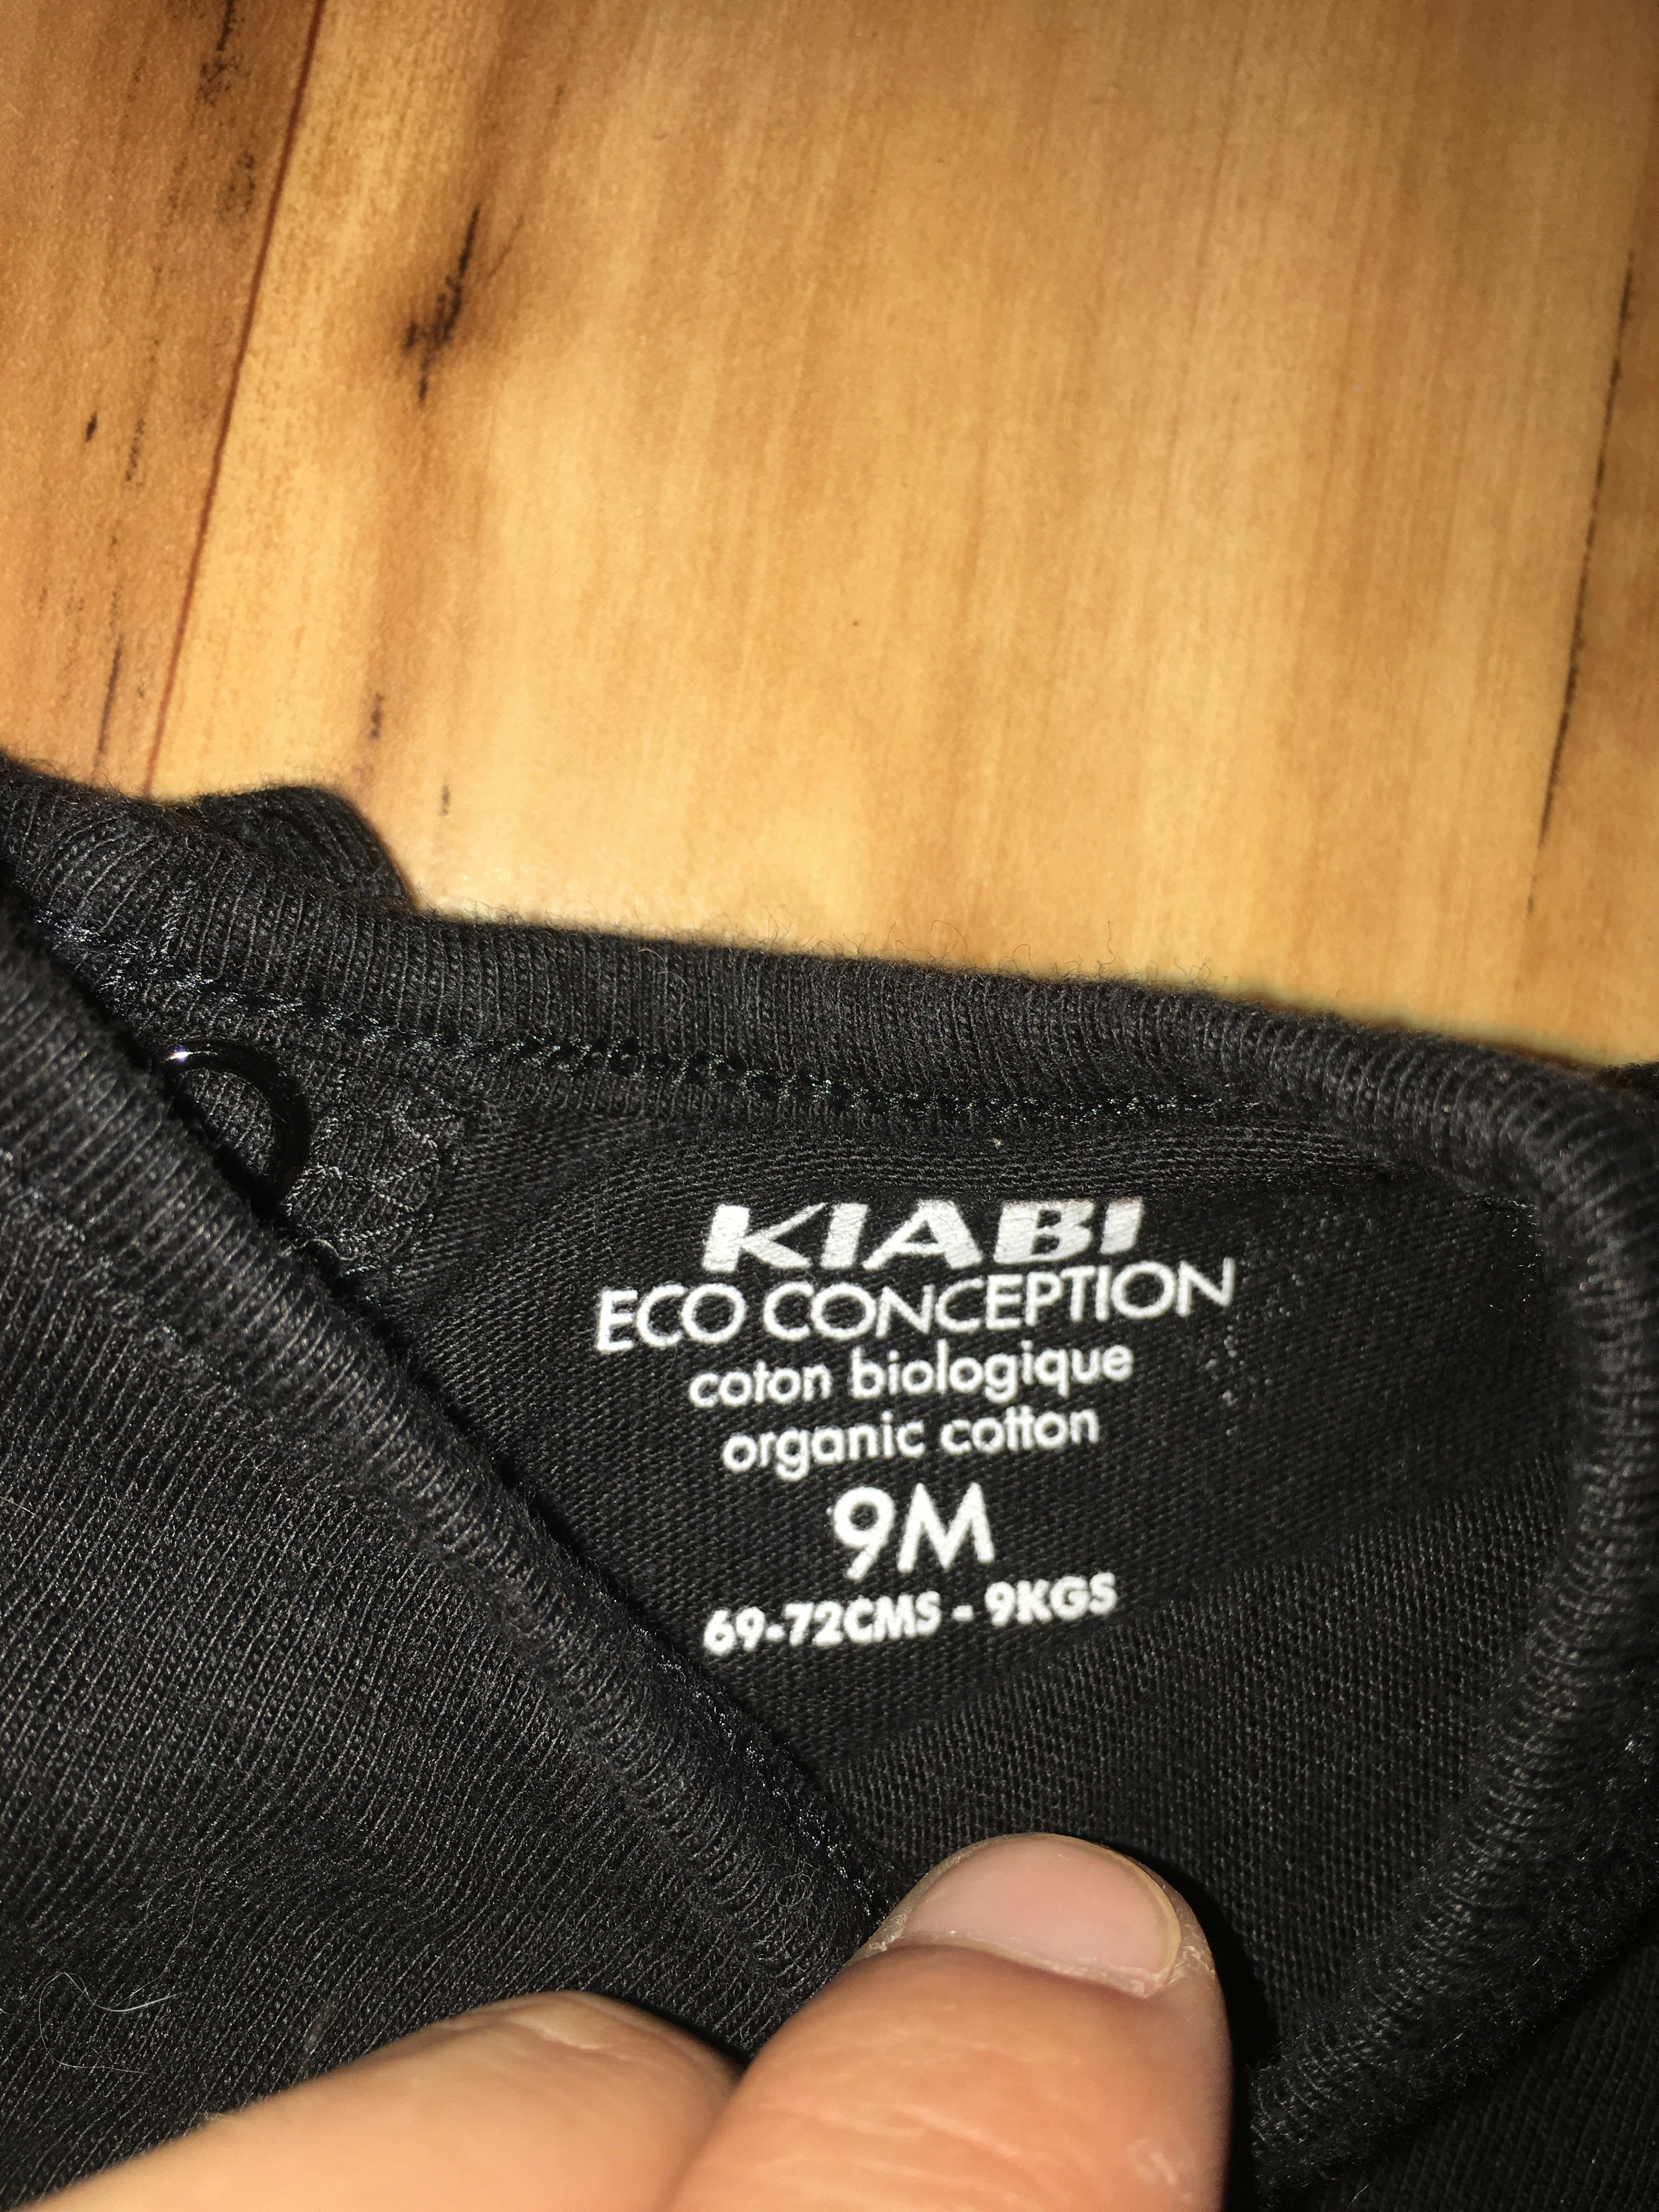 KIABI
ECO CONCEPTION
coton biologique
organic cotton
9M
69-72CMS - 9KGS